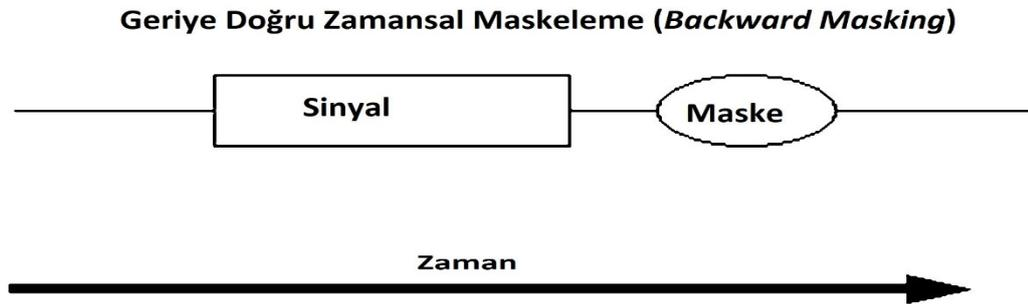 Geriye Doğru Zamansal Maskeleme (Backward Masking)
Sinyal
Maske
Zaman